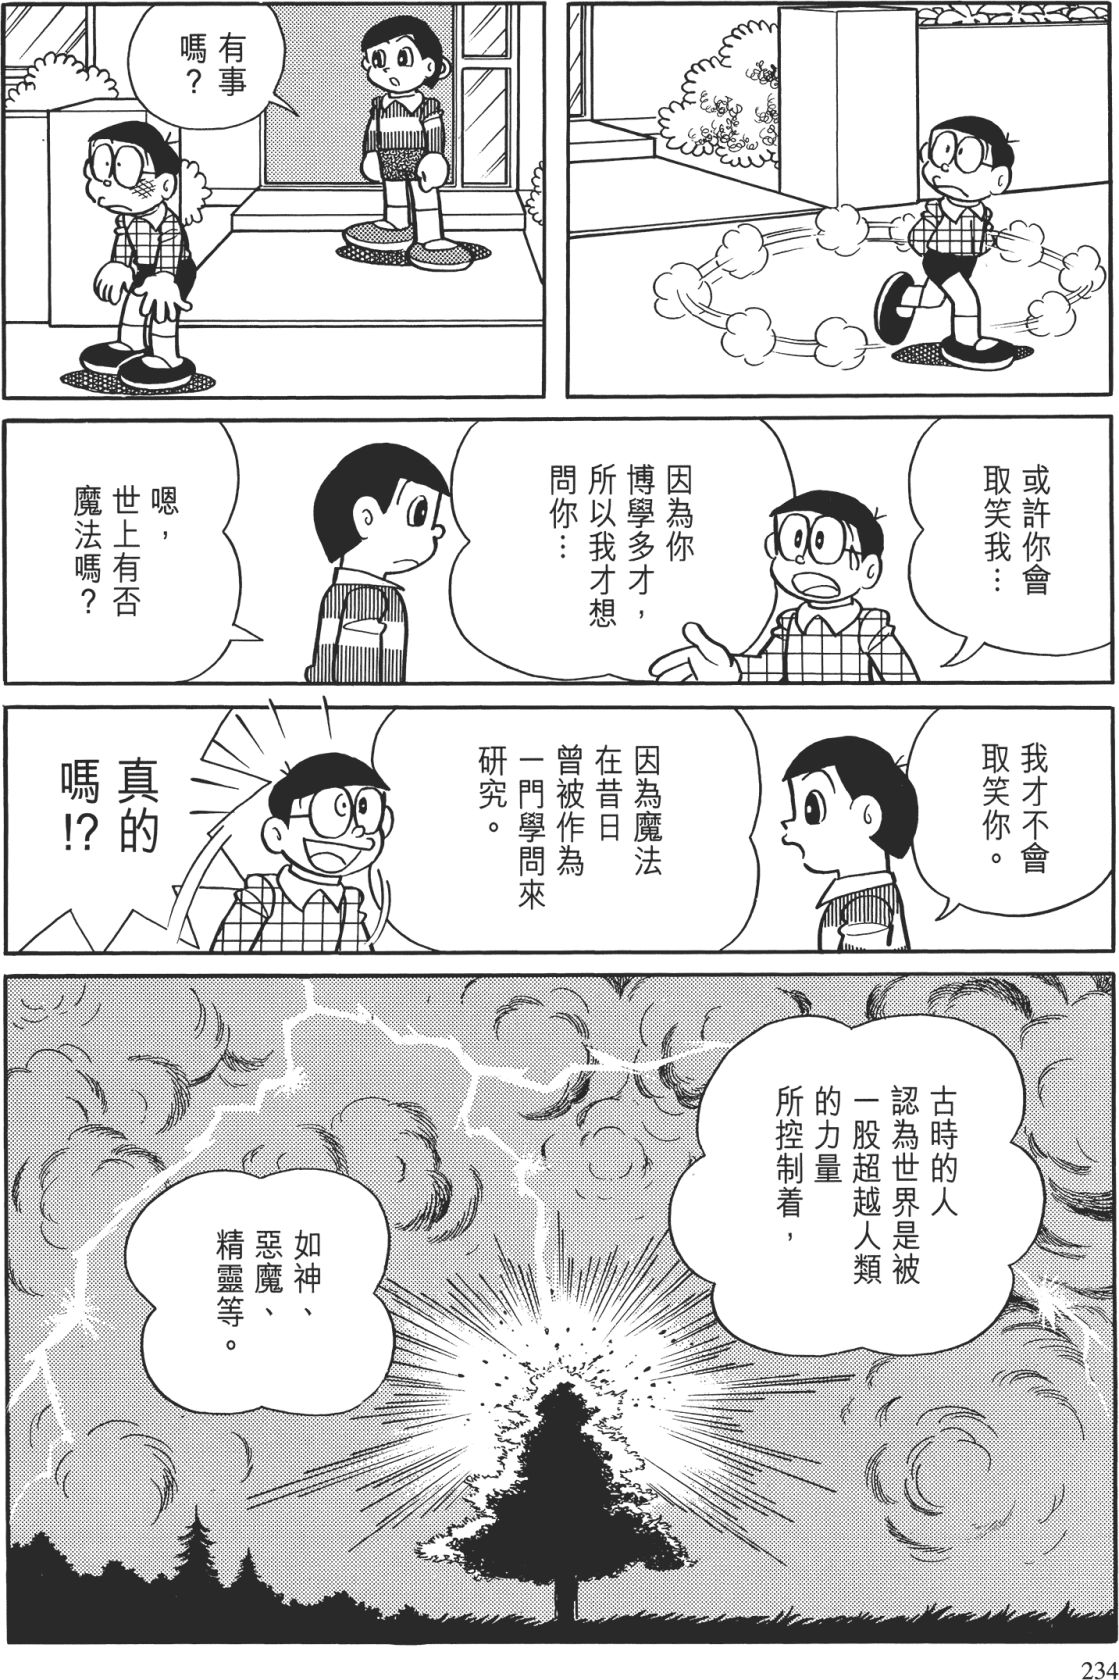 有事
嗎？
或許你會
取笑我…
因為你
博學多才，
所以我才想
問你…
嗯，
世上有否
魔法嗎？
我才不會
取笑你。
因為魔法
在昔日
曾被作為
一門學問來
研究。
真的
嗎!?
古時的人
認為世界是被
一股超越人類
的力量
所控制着，
如神、
惡魔、
精靈等。
234